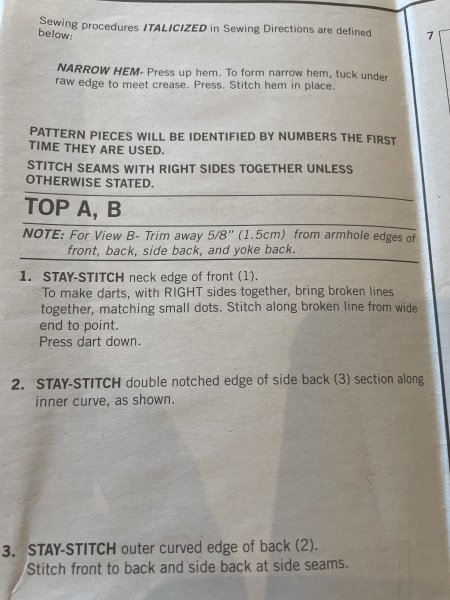 Sewing procedures ITALICIZED in Sewing Directions are defined
below:
NARROW HEM- Press up hem. To form narrow hem, tuck under
raw edge to meet crease. Press. Stitch hem in place.
PATTERN PIECES WILL BE IDENTIFIED BY NUMBERS THE FIRST
TIME THEY ARE USED.
STITCH SEAMS WITH RIGHT SIDES TOGETHER UNLESS
OTHERWISE STATED.
TOP A, B
NOTE: For View B- Trim away 5/8" (1.5cm) from armhole edges of
front, back, side back, and yoke back.
1. STAY-STITCH neck edge of front (1).
To make darts, with RIGHT sides together, bring broken lines
together, matching small dots. Stitch along broken line from wide
end to point.
Press dart down.
2. STAY-STITCH double notched edge of side back (3) section along
inner curve, as shown.
3. STAY-STITCH outer curved edge of back (2).
Stitch front to back and side back at side seams.
7